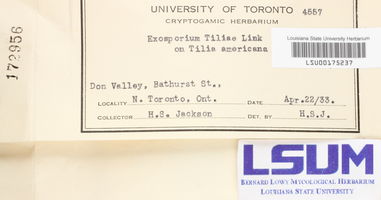 172956
UNIVERSITY OF TORONTO 4557
CRYPTOGAMIC HERBARIUM
Exosporium Tiliae Link
on Tilia americana
Louisiana State University Herbarium
LSU00175237
Don Valley, Bathurst St.,
LOCALITY N. Toronto, Ont. DATE Apr.22/33.
COLLECTOR H.S. Jackson DET. BY H.S.J.
LSUM
BERNARD LOWY MYCOLOGICAL HERBARIUM
LOUISIANA STATE UNIVERSITY